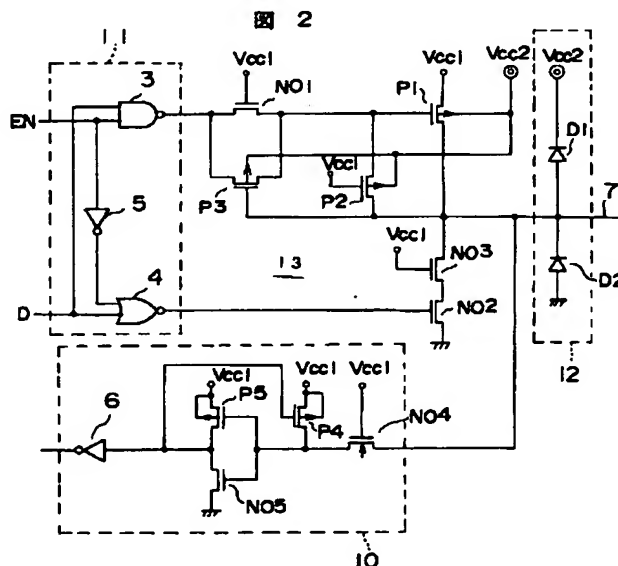 図 2
11
Vcc1
Vcc1
Vcc2
Vcc2
3
NO1
P1
EN
D1
Vcc1
5
P3
P2
7
Vcc1
13
NO3
4
D2
D
NO2
12
Vcc1
Vcc1
Vcc1
P5
6
NO4
P4
NO5
10